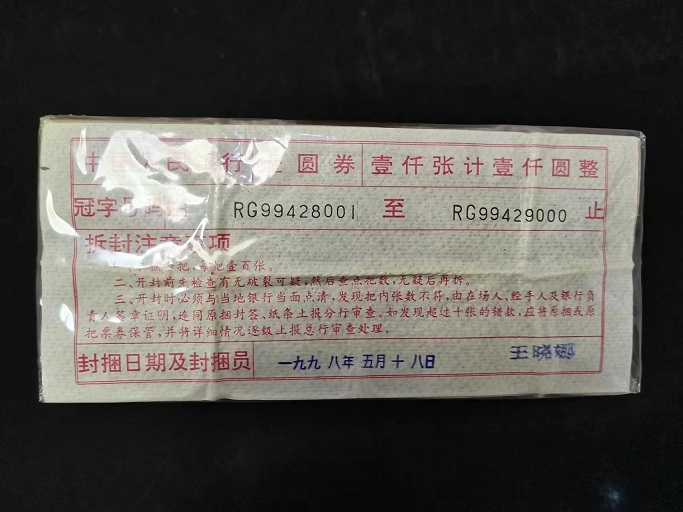 中国人民银行壹圆券 壹仟张计壹仟圆整
冠字号码 RG99428001 至 RG99429000 止
拆封注意事项
把，每把壹百张。
二、开封前先检查有无破裂可疑，然后查点把数，无疑后再拆。
三、开封时必须与当地银行当面点清，发现把内张数不符，由在场人、经手人及银行负
责人签章证明，连同原捆封签、纸条上报分行审查。如发现超过十张的错款，应将原捆或原
把票券保管，并将详细情况逐级上报总行审查处理。
封捆日期及封捆员 一九九八年五月十八日 王晓娜